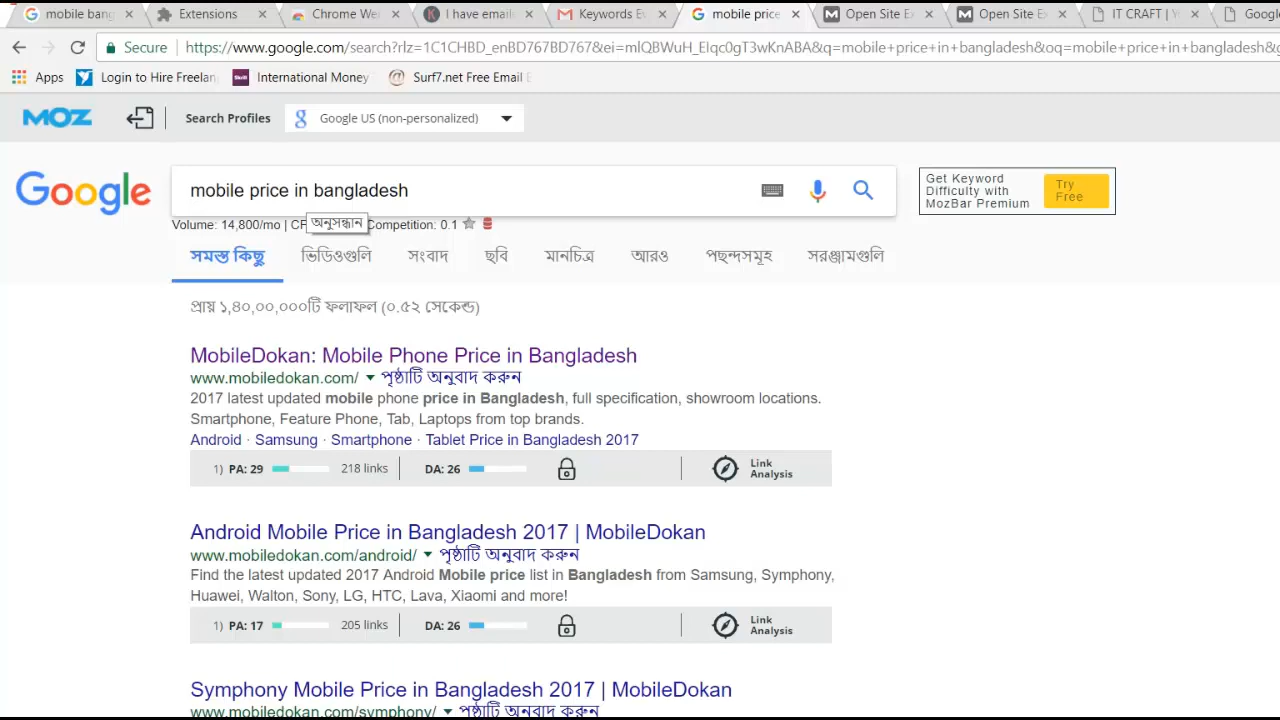 mobile bang Extensions Chrome We I have email Keywords E mobile price Open Site Ex Open Site Ex IT CRAFT | Googl
Secure https://www.google.com/search?rlz=1C1CHBD_enBD767BD767&ei=mlQBWuH_Elqc0gT3wKnABA&q=mobile+price+in+bangladesh&oq=mobile+price+in+bangladesh&g
Apps Login to Hire Freelan International Money Surf7.net Free Email
MOZ Search Profiles Google US (non-personalized)
Google mobile price in bangladesh
Get Keyword
Difficulty with
MozBar Premium
Try
Free
Volume: 14,800/mo | CP অনুসন্ধান Competition: 0.1
সমস্ত কিছু ভিডিওগুলি সংবাদ ছবি মানচিত্র আরও পছন্দসমূহ সরঞ্জামগুলি
প্রায় ১,৪০,০০,০০০টি ফলাফল (০.৫২ সেকেন্ড)
MobileDokan: Mobile Phone Price in Bangladesh
www.mobiledokan.com/ পৃষ্ঠাটি অনুবাদ করুন
2017 latest updated mobile phone price in Bangladesh, full specification, showroom locations.
Smartphone, Feature Phone, Tab, Laptops from top brands.
Android · Samsung · Smartphone · Tablet Price in Bangladesh 2017
1) PA: 29 218 links DA: 26 Link
Analysis
Android Mobile Price in Bangladesh 2017 | MobileDokan
www.mobiledokan.com/android/ পৃষ্ঠাটি অনুবাদ করুন
Find the latest updated 2017 Android Mobile price list in Bangladesh from Samsung, Symphony,
Huawei, Walton, Sony, LG, HTC, Lava, Xiaomi and more!
1) PA: 17 205 links DA: 26 Link
Analysis
Symphony Mobile Price in Bangladesh 2017 | MobileDokan
www.mobiledokan.com/symphony/ পৃষ্ঠাটি অনুবাদ করুন